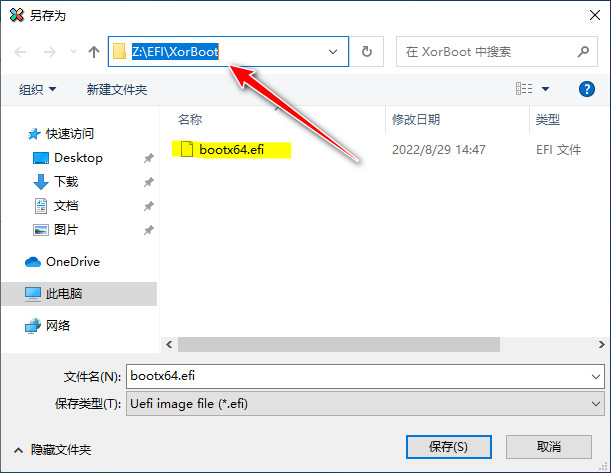 另存为
Z:\EFI\XorBoot
在 XorBoot 中搜索
组织
新建文件夹
?
名称
修改日期
类型
快速访问
bootx64.efi
2022/8/29 14:47
EFI 文件
Desktop
下载
文档
图片
OneDrive
此电脑
网络
文件名(N):
bootx64.efi
保存类型(T):
Uefi image file (*.efi)
隐藏文件夹
保存(S)
取消